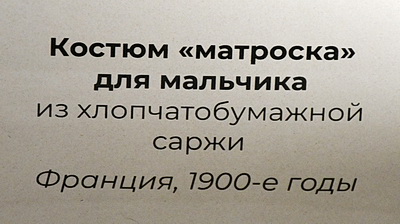 Костюм «матроска»
для мальчика
из хлопчатобумажной
саржи
Франция, 1900-е годы